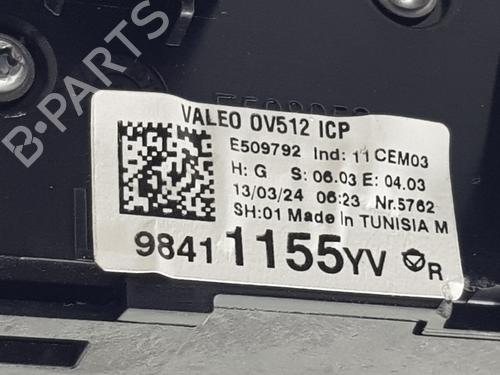 B-PARTS
VALEO OV512 ICP
E509792 Ind: 11 CEM03
H: G S: 06.03 E: 04.03
13/03/24 06:23 Nr.5762
SH:01 Made In TUNISIA M
98411155YV R